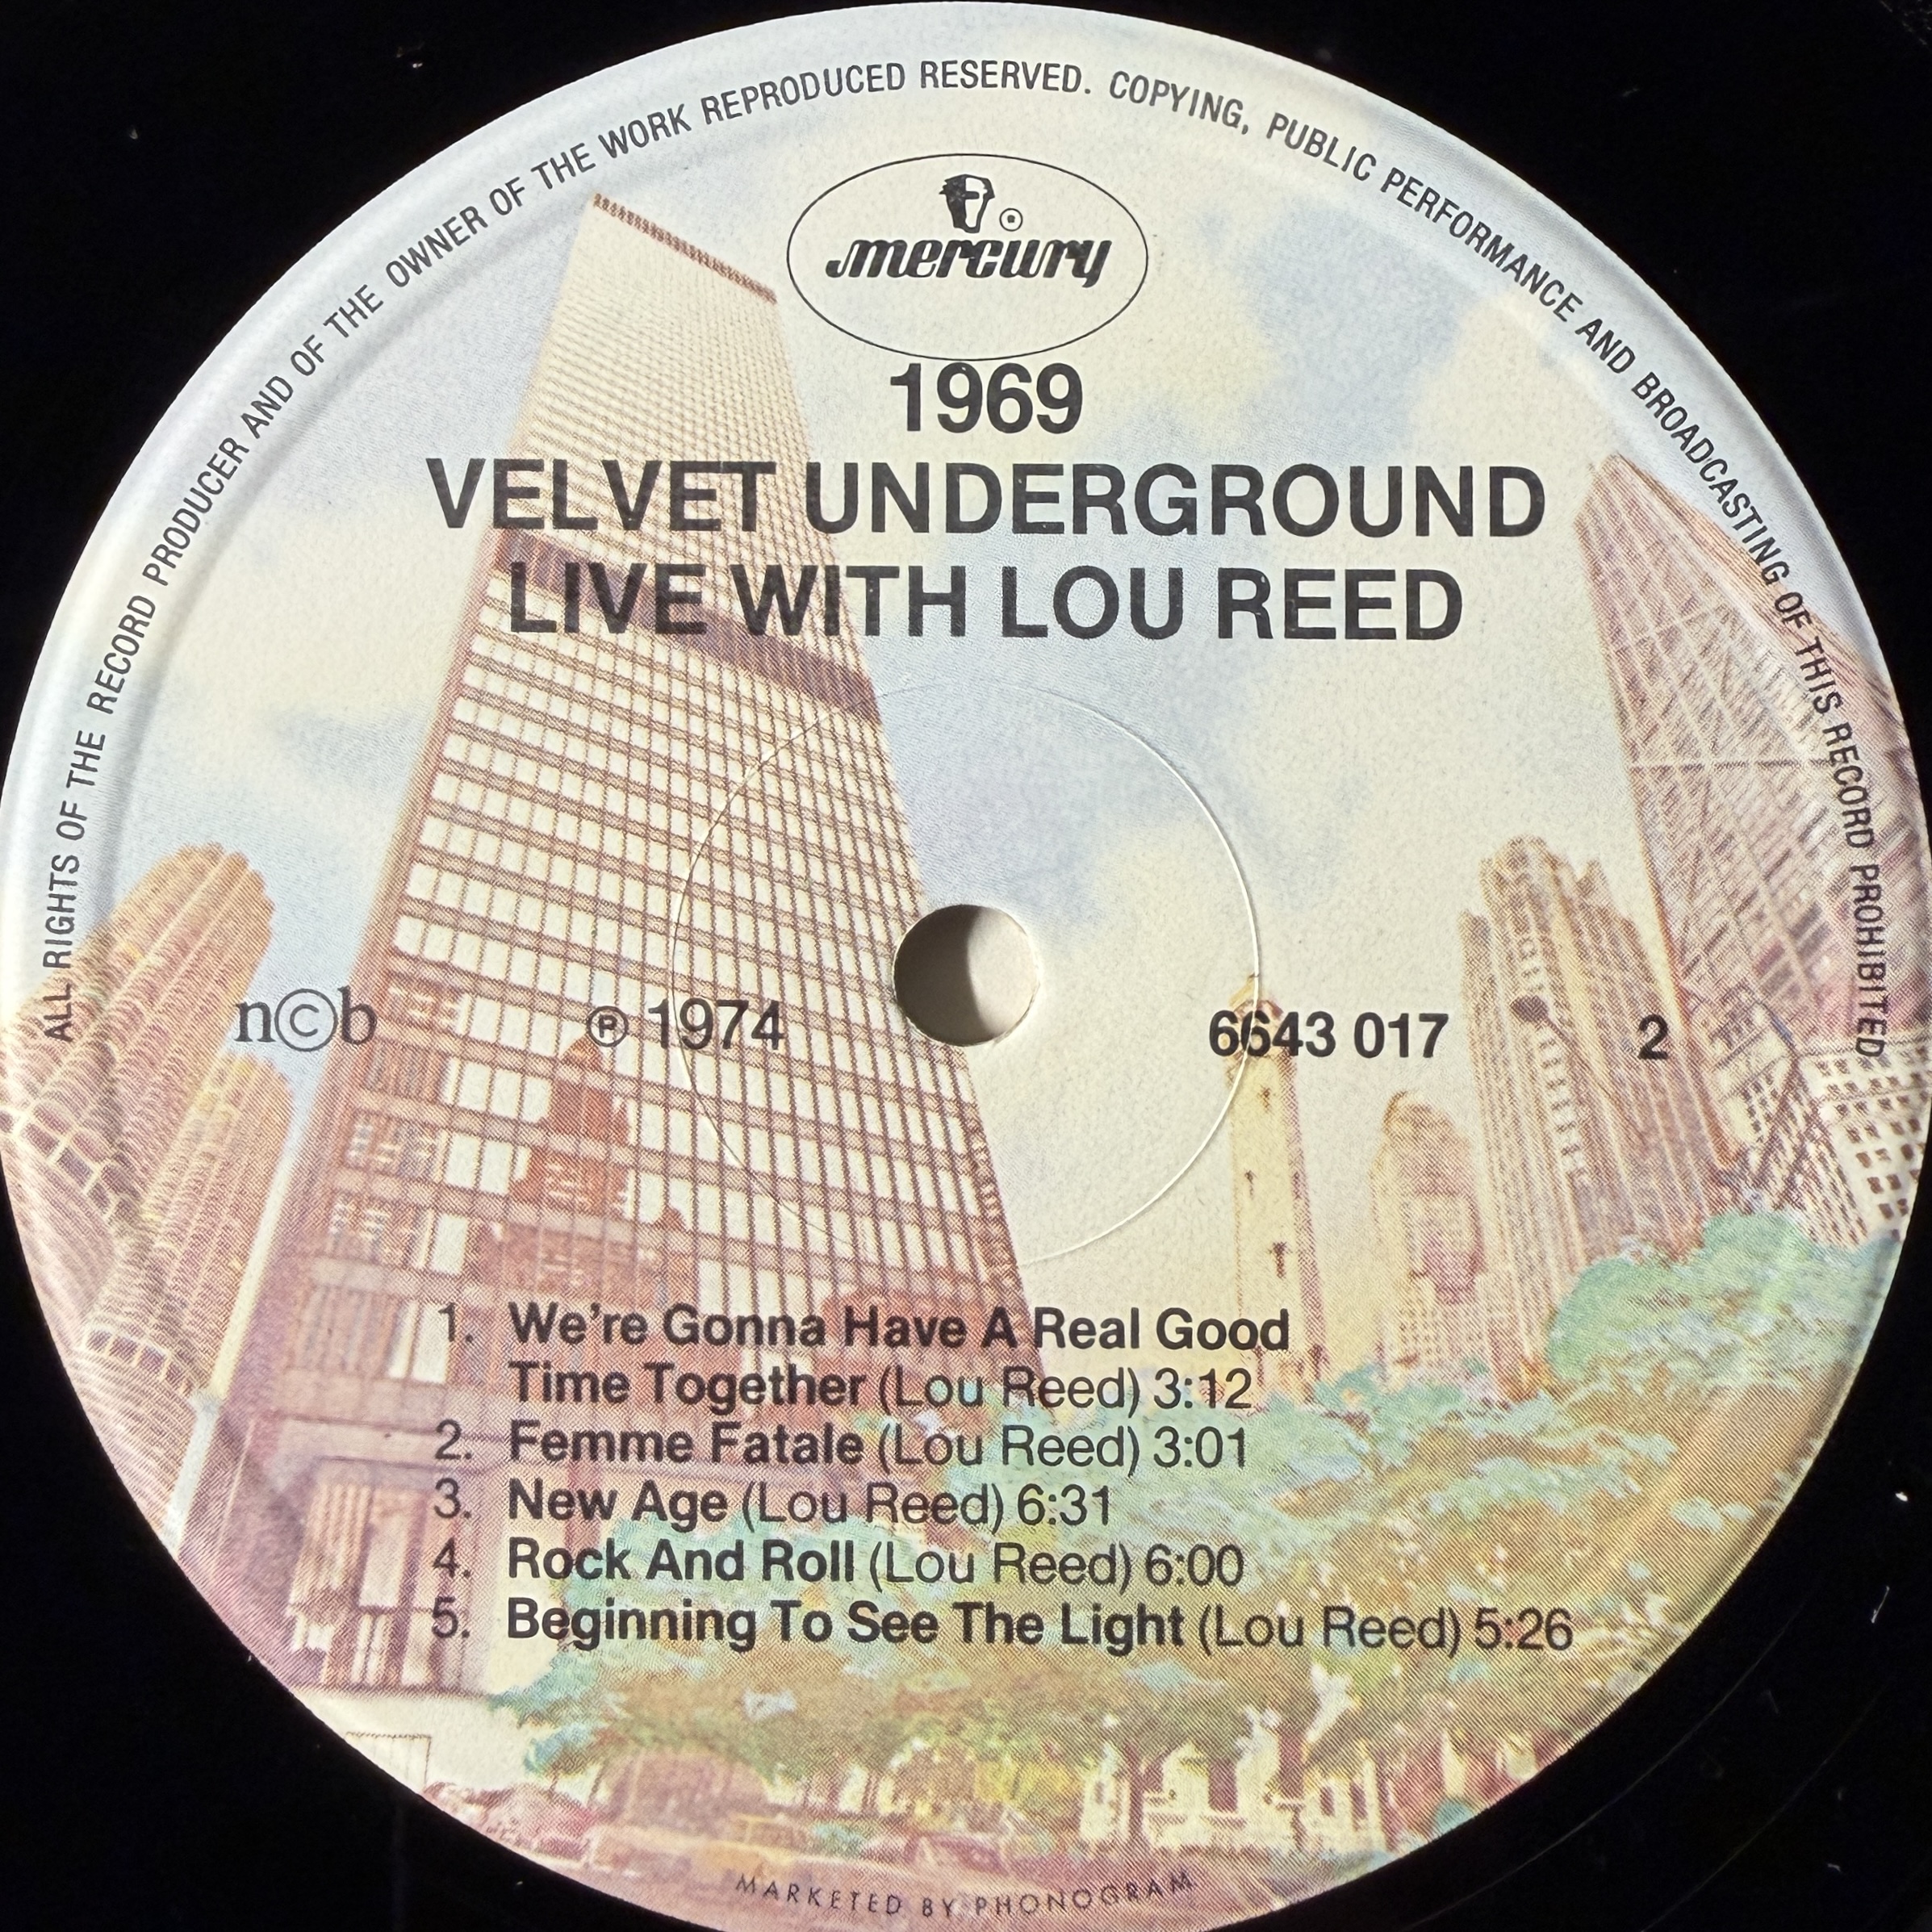 ALL RIGHTS OF THE RECORD PRODUCER AND OF THE OWNER OF THE WORK REPRODUCED RESERVED. COPYING, PUBLIC PERFORMANCE AND BROADCASTING OF THIS RECORD PROHIBITED
mercury
1969
VELVET UNDERGROUND
LIVE WITH LOU REED
n©b ℗ 1974 6643 017 2
1. We're Gonna Have A Real Good
Time Together (Lou Reed) 3:12
2. Femme Fatale (Lou Reed) 3:01
3. New Age (Lou Reed) 6:31
4. Rock And Roll (Lou Reed) 6:00
5. Beginning To See The Light (Lou Reed) 5:26
MARKETED BY PHONOGRAM